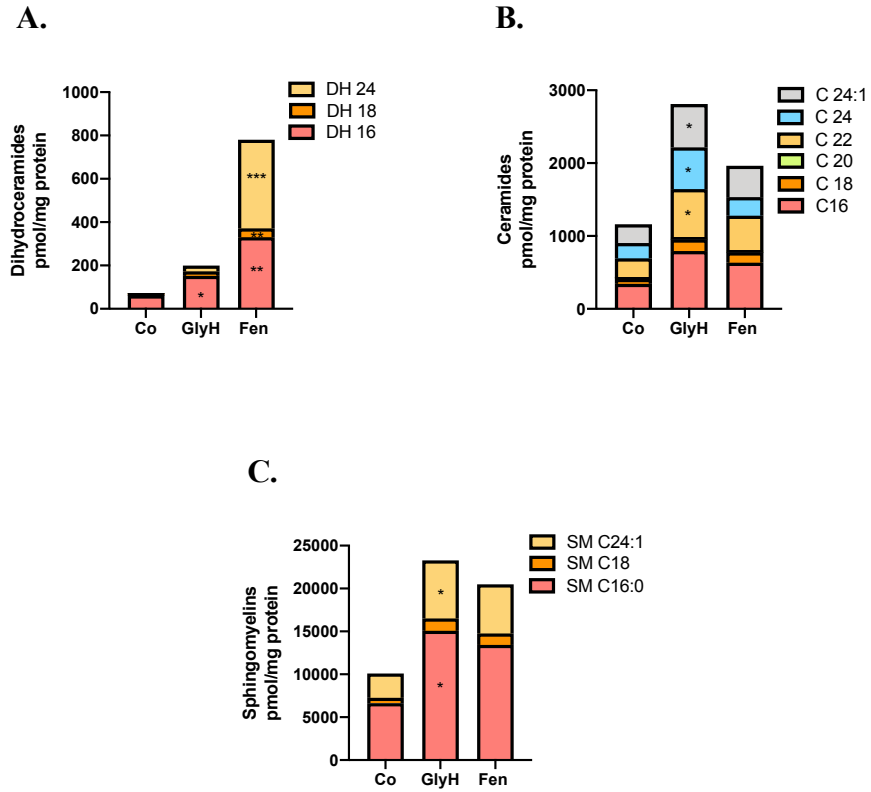 A.
Dihydroceramides
pmol/mg protein
1000
800
600
400
200
0
***
**
**
*
Co GlyH Fen
DH 24
DH 18
DH 16
B.
Ceramides
pmol/mg protein
3000
2000
1000
0
*
*
*
Co GlyH Fen
C 24:1
C 24
C 22
C 20
C 18
C16
C.
Sphingomyelins
pmol/mg protein
25000
20000
15000
10000
5000
0
*
*
Co GlyH Fen
SM C24:1
SM C18
SM C16:0